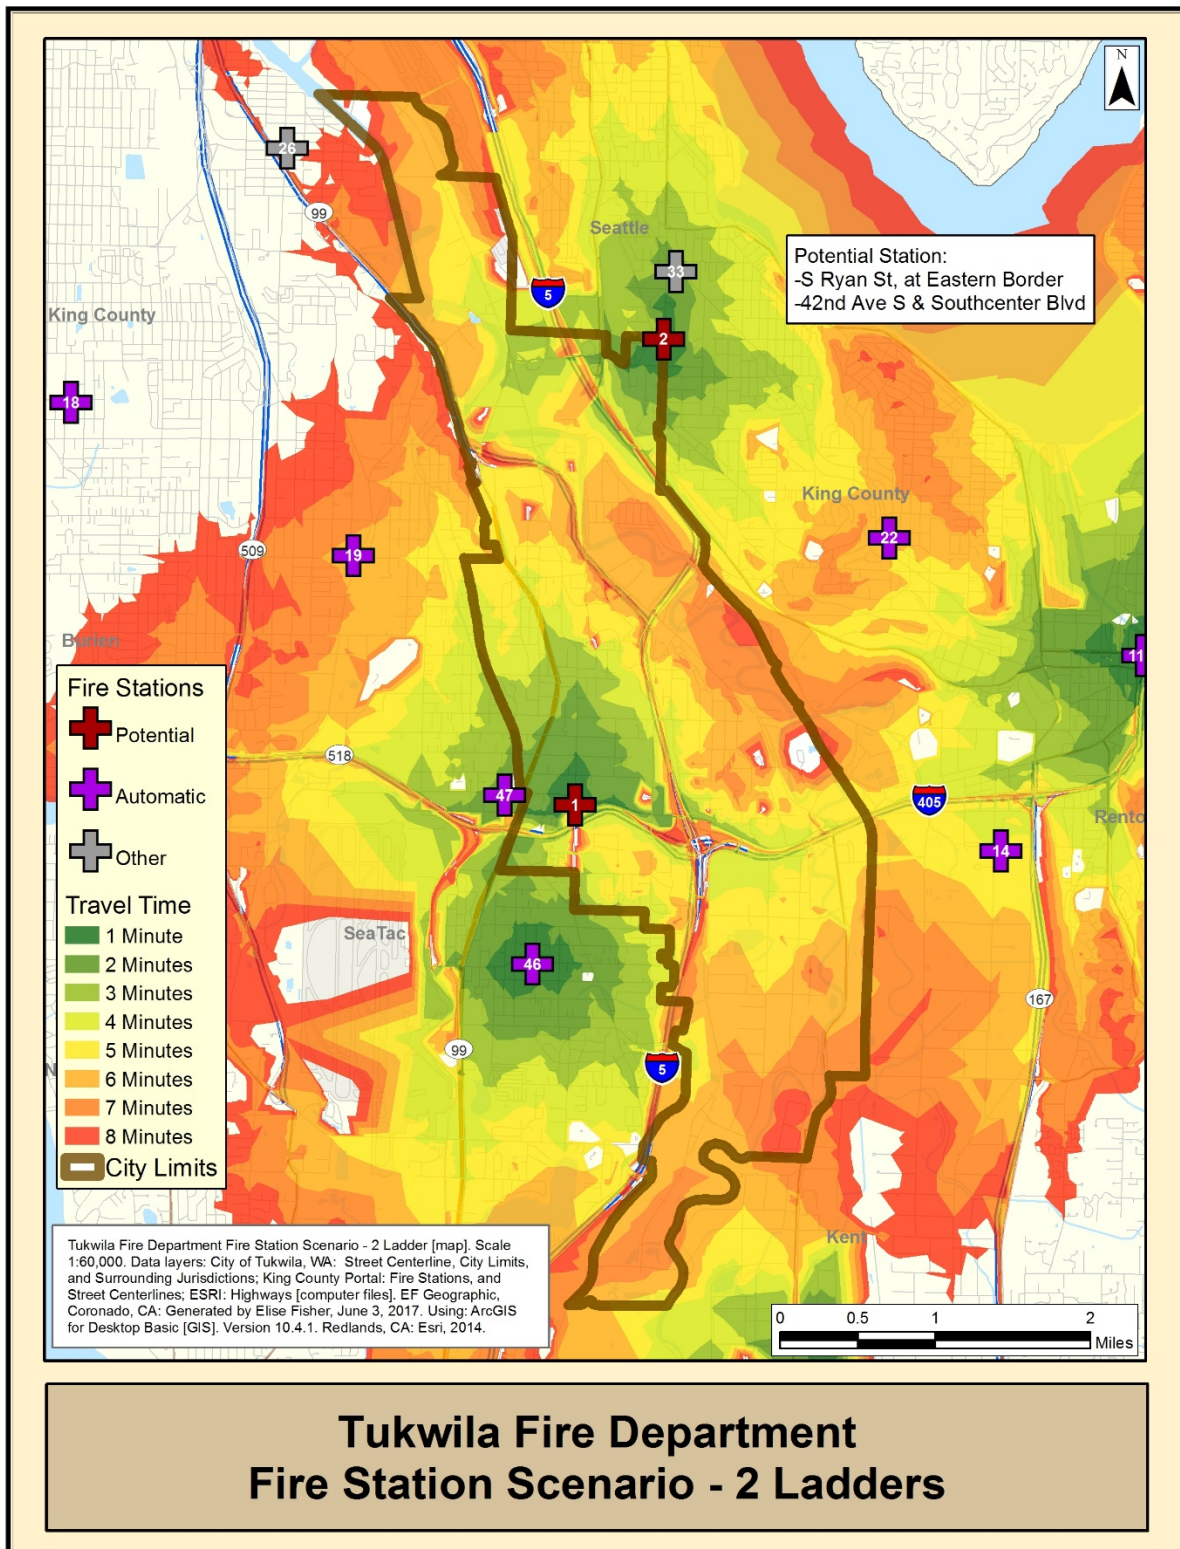 N
26
99
Seattle
33
5
Potential Station:
-S Ryan St, at Eastern Border
-42nd Ave S & Southcenter Blvd
King County
2
18
King County
22
509
19
Burien
11
Fire Stations
Potential
Automatic
Other
518
47
1
405
Rento
14
Travel Time
1 Minute
2 Minutes
3 Minutes
4 Minutes
5 Minutes
6 Minutes
7 Minutes
8 Minutes
City Limits
SeaTac
46
167
99
5
N
Kent
Tukwila Fire Department Fire Station Scenario - 2 Ladder [map]. Scale
1:60,000. Data layers: City of Tukwila, WA: Street Centerline, City Limits,
and Surrounding Jurisdictions; King County Portal: Fire Stations, and
Street Centerlines; ESRI: Highways [computer files]. EF Geographic,
Coronado, CA: Generated by Elise Fisher, June 3, 2017. Using: ArcGIS
for Desktop Basic [GIS]. Version 10.4.1. Redlands, CA: Esri, 2014.
0 0.5 1 2
Miles
Tukwila Fire Department
Fire Station Scenario - 2 Ladders